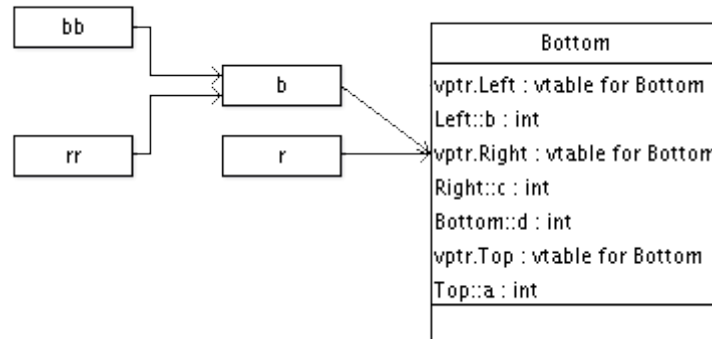 bb
rr
b
r
Bottom
vptr.Left : vtable for Bottom
Left::b : int
vptr.Right : vtable for Bottom
Right::c : int
Bottom::d : int
vptr.Top : vtable for Bottom
Top::a : int